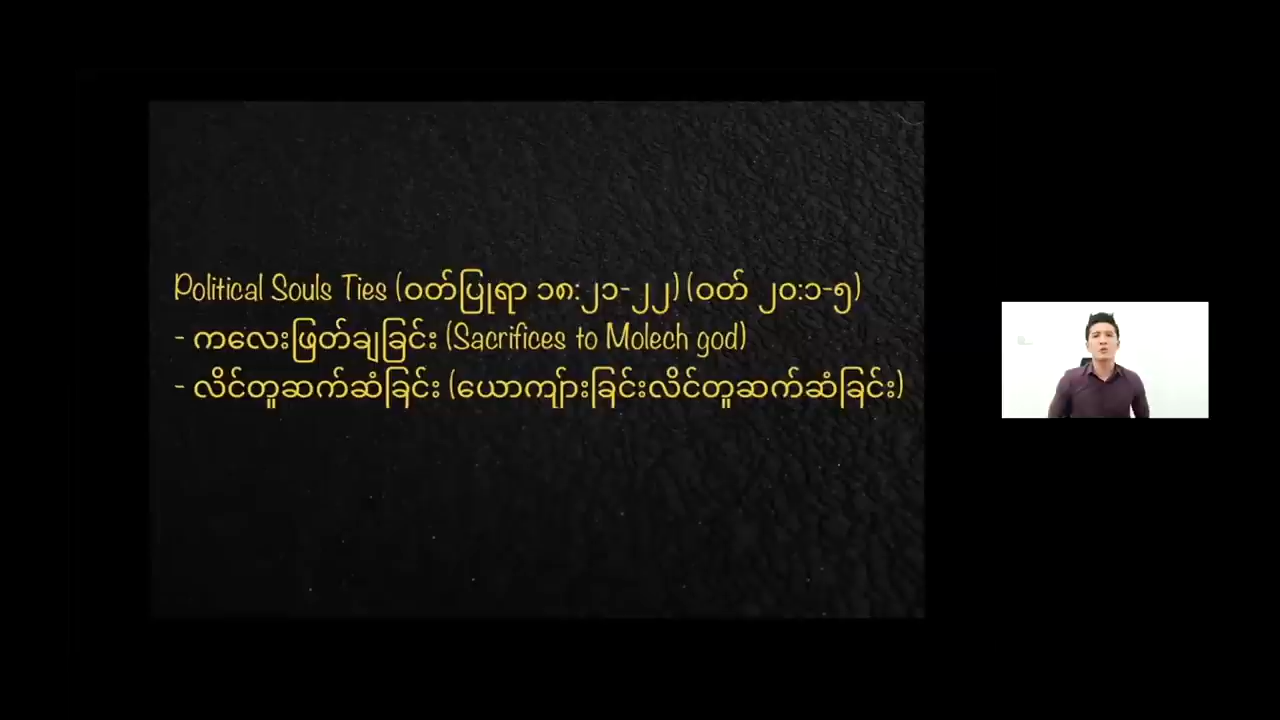 Political Souls Ties (ဝတ်ပြုရာ ၁၈:၂၁-၂၂) (ဝတ် ၂၀:၁-၅)
- ကလေးဖြတ်ချခြင်း (Sacrifices to Molech god)
- လိင်တူဆက်ဆံခြင်း (ယောကျ်ားခြင်းလိင်တူဆက်ဆံခြင်း)